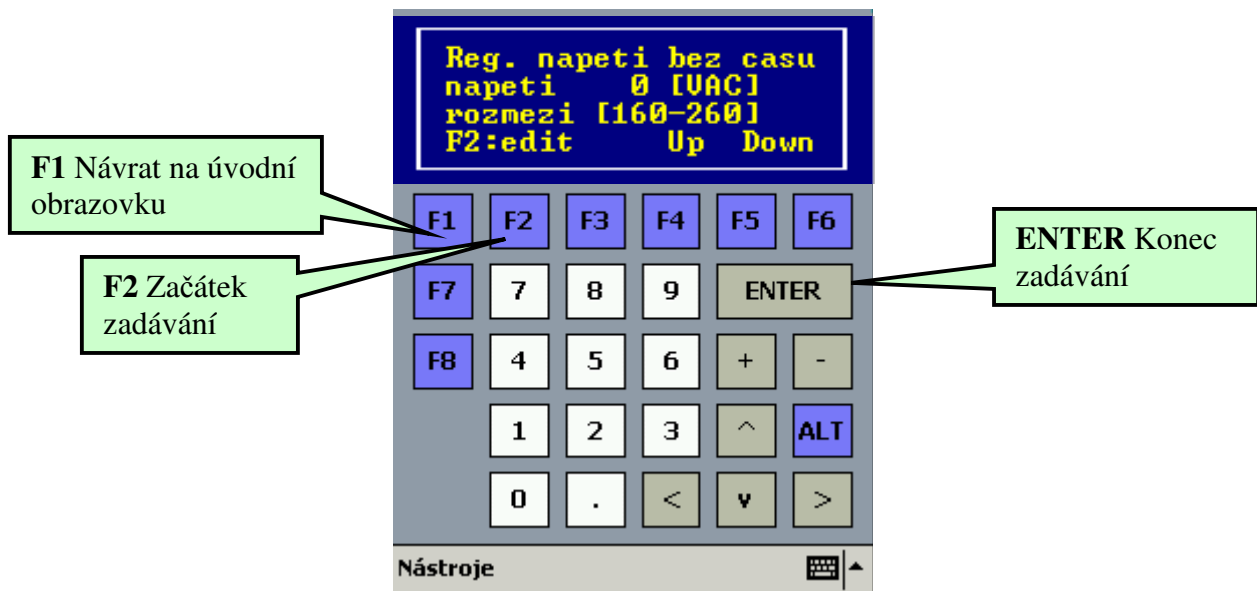 Reg. napeti bez casu
napeti 0 [VAC]
rozmezi [160-260]
F2:edit Up Down
F1 Návrat na úvodní
obrazovku
F2 Začátek
zadávání
ENTER Konec
zadávání
F1 F2 F3 F4 F5 F6
F7 7 8 9 ENTER
F8 4 5 6 + -
1 2 3 ^ ALT
0 . < v >
Nástroje